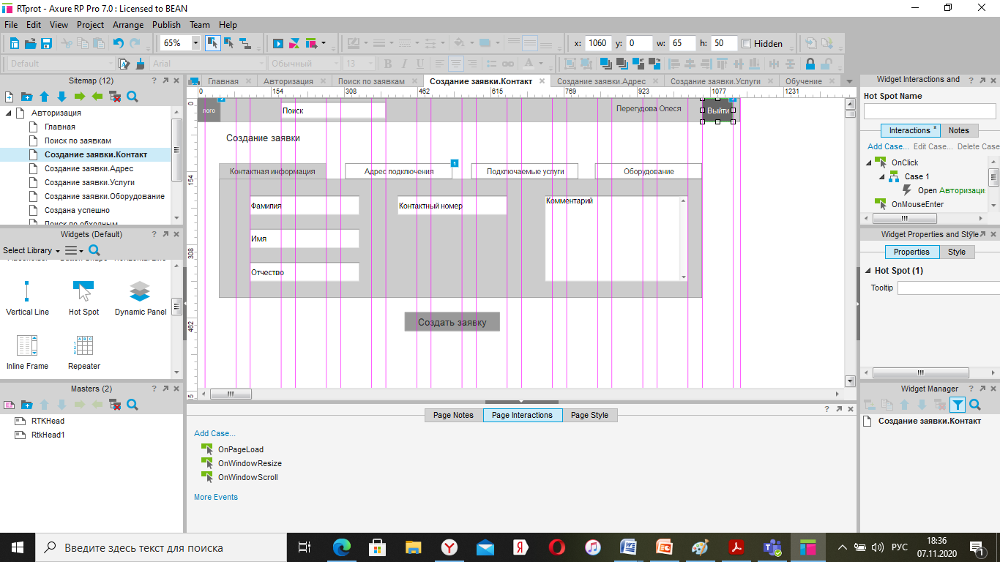 RTprot - Axure RP Pro 7.0 : Licensed to BEAN
File Edit View Project Arrange Publish Team Help
65% x: 1060 y: 0 w: 65 h: 50 Hidden
Default Arial Обычный 13 B I U A
Sitemap (12) ?
Авторизация
Главная
Поиск по заявкам
Создание заявки.Контакт
Создание заявки.Адрес
Создание заявки.Услуги
Создание заявки.Оборудование
Создана успешно
Поиск по обходным
Widgets (Default) ?
Select Library
Vertical Line Hot Spot Dynamic Panel
Inline Frame Repeater
Masters (2) ?
RTKHead
RtkHead1
Главная Авторизация Поиск по заявкам Создание заявки.Контакт Создание заявки.Адрес Создание заявки.Услуги Обучение
0 154 308 462 615 769 923 1077 1231
0
154
308
462
лого Поиск Перегудова Олеся Выйти
Создание заявки
Контактная информация Адрес подключения 1 Подключаемые услуги Оборудование
Фамилия Контактный номер Комментарий
Имя
Отчество
Создать заявку
?
Page Notes Page Interactions Page Style
Add Case...
OnPageLoad
OnWindowResize
OnWindowScroll
More Events
Widget Interactions and ?
Hot Spot Name
Interactions * Notes
Add Case... Edit Case... Delete Case
OnClick
Case 1
Open Авторизаци
OnMouseEnter
Widget Properties and Style
Properties Style
Hot Spot (1)
Tooltip
Widget Manager ?
Создание заявки.Контакт
Введите здесь текст для поиска
РУС
18:36
07.11.2020
1